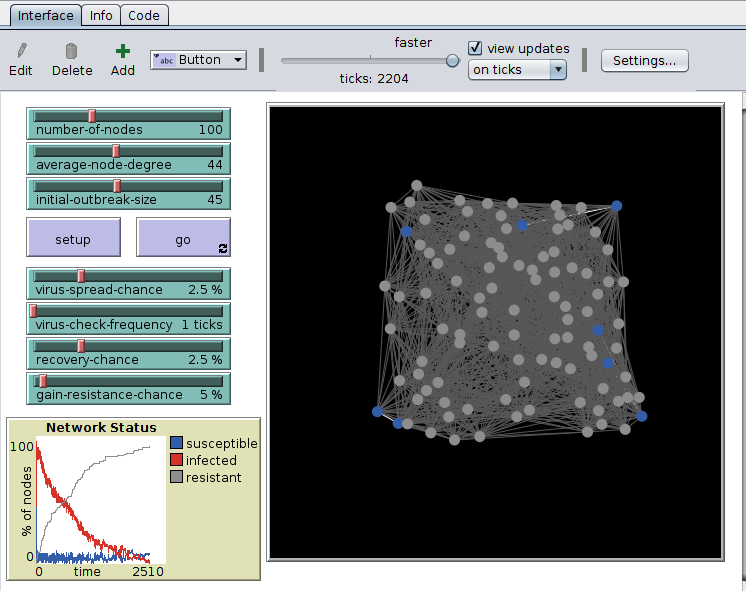 Interface Info Code
faster
Edit Delete Add abc Button view updates Settings...
ticks: 2204 on ticks
number-of-nodes 100
average-node-degree 44
initial-outbreak-size 45
setup go
virus-spread-chance 2.5 %
virus-check-frequency 1 ticks
recovery-chance 2.5 %
gain-resistance-chance 5 %
Network Status
100
% of nodes
0
0 time 2510
susceptible
infected
resistant